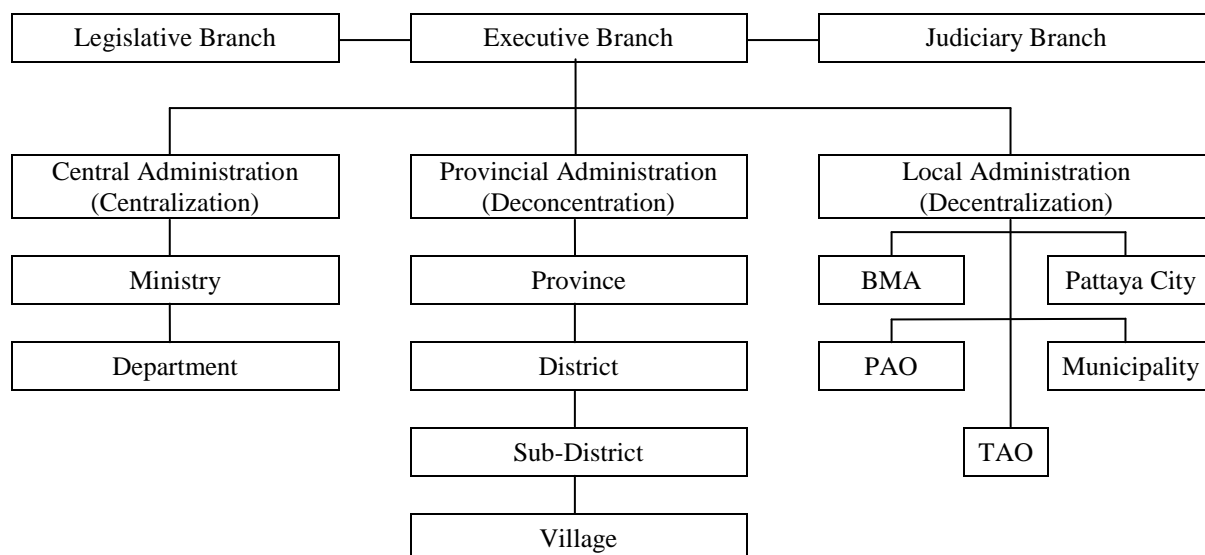 Legislative Branch
Executive Branch
Judiciary Branch
Central Administration
(Centralization)
Provincial Administration
(Deconcentration)
Local Administration
(Decentralization)
Ministry
Province
BMA
Pattaya City
Department
District
PAO
Municipality
Sub-District
TAO
Village